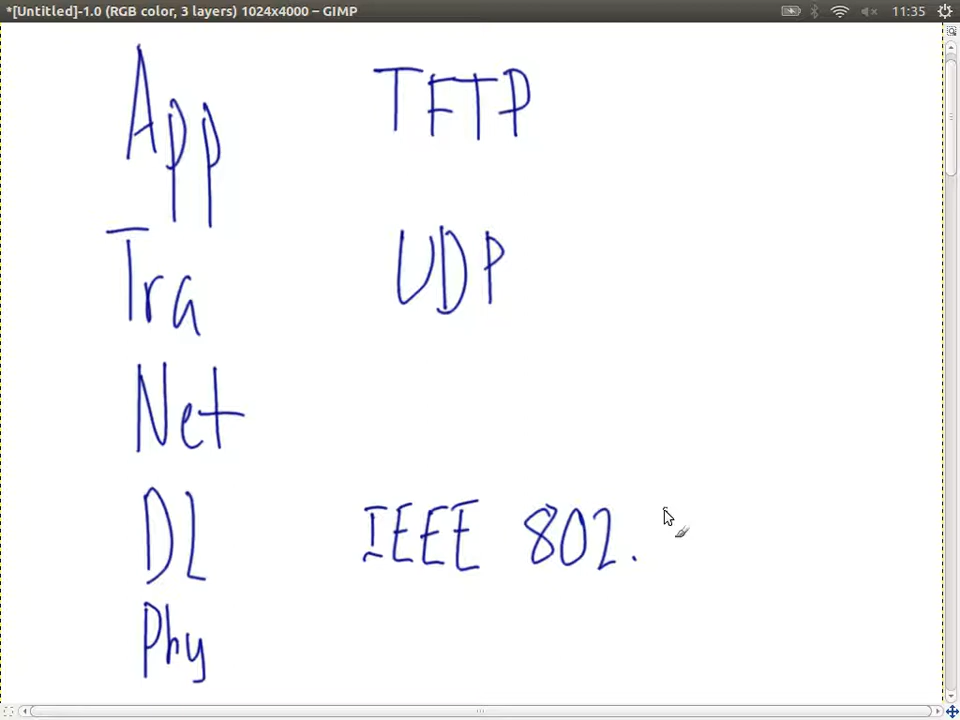 *[Untitled]-1.0 (RGB color, 3 layers) 1024x4000 – GIMP 11:35
App TFTP
Tra UDP
Net
DL IEEE 802.
Phy